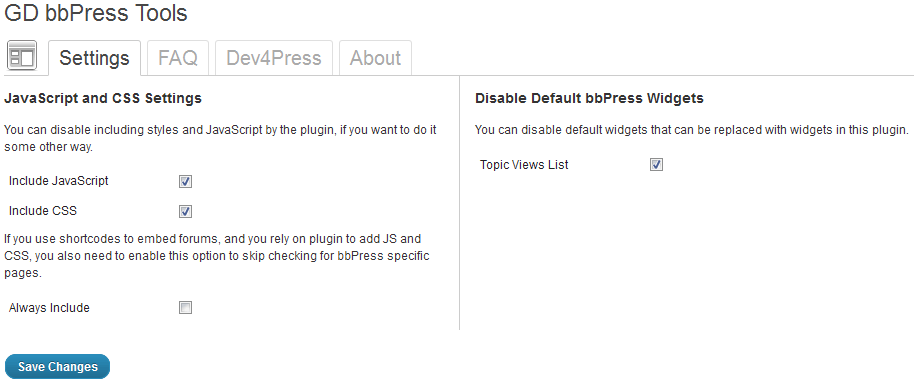 GD bbPress Tools
Settings FAQ Dev4Press About
JavaScript and CSS Settings
You can disable including styles and JavaScript by the plugin, if you want to do it
some other way.
Include JavaScript
Include CSS
If you use shortcodes to embed forums, and you rely on plugin to add JS and
CSS, you also need to enable this option to skip checking for bbPress specific
pages.
Always Include
Disable Default bbPress Widgets
You can disable default widgets that can be replaced with widgets in this plugin.
Topic Views List
Save Changes